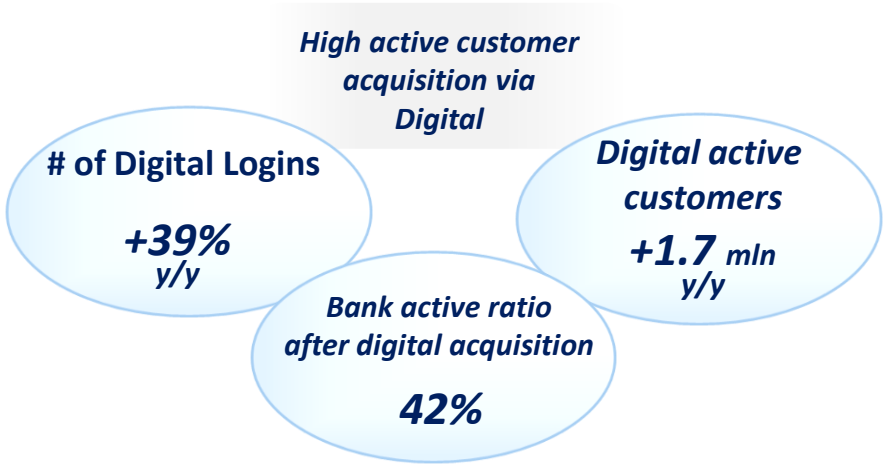 High active customer
acquisition via
Digital
# of Digital Logins
+39%
y/y
Digital active
customers
+1.7 mln
y/y
Bank active ratio
after digital acquisition
42%